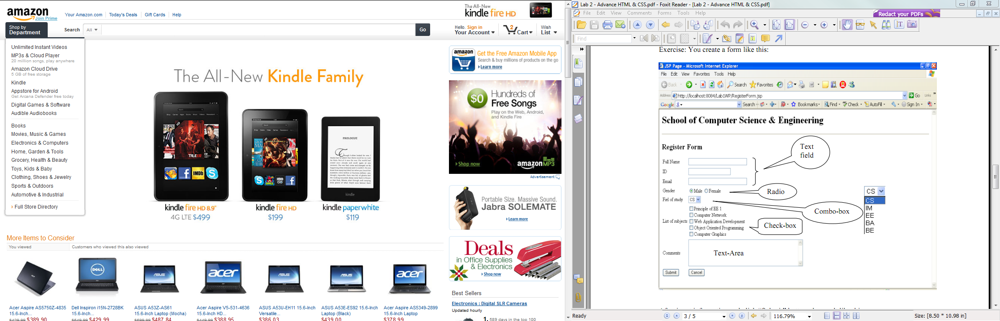 amazon
Join Prime
Your Amazon.com
Today's Deals
Gift Cards
Help
The All-New
kindle fire HD
Shop by
Department
Search
All
Go
Hello. Sign in
Your Account
2
Cart
Wish
List
Unlimited Instant Videos
MP3s & Cloud Player
20 million songs, play anywhere
Amazon Cloud Drive
5 GB of free storage
Kindle
Appstore for Android
Get Arcana Defender free today
Digital Games & Software
Audible Audiobooks
Books
Movies, Music & Games
Electronics & Computers
Home, Garden & Tools
Grocery, Health & Beauty
Toys, Kids & Baby
Clothing, Shoes & Jewelry
Sports & Outdoors
Automotive & Industrial
› Full Store Directory
The All-New Kindle Family
PROLOGUE
kindle
kindle fire HD 8.9"
4G LTE $499
kindle fire HD
$199
kindle paperwhite
$119
amazon
Get the Free Amazon Mobile App
Search & buy millions of products on the go
Learn more
$0
Hundreds of
Free Songs
Play on the Web, Android,
and Kindle Fire
Shop now
amazonMP3
Advertisement
Portable Size. Massive Sound.
Jabra SOLEMATE
Learn more
Deals
in Office Supplies
& Electronics
Shop now
More Items to Consider
You viewed
Customers who viewed this also viewed
Acer Aspire AS5750Z-4835
15.6-Inch...
$429.99 $389.90
Dell Inspiron i15N-2728BK
15.6-Inch...
$549.99 $429.99
ASUS A53Z-AS61
15.6-Inch Laptop (Mocha)
$599.99 $487.84
Acer Aspire V5-531-4636
15.6-Inch HD...
$449.99 $388.95
ASUS A53U-EH11 15.6-Inch
Versatile...
$386.03
ASUS A53E-ES92 15.6-Inch
Laptop (Black)
$439.00
Acer Aspire AS5349-2899
15.6-Inch Laptop
$378.99
Best Sellers
Electronics : Digital SLR Cameras
Updated hourly
1. 589 days in the top 100
Lab 2 - Advance HTML & CSS.pdf - Foxit Reader - [Lab 2 - Advance HTML & CSS.pdf]
File Edit View Comments Forms Tools Help
Redact your PDFs
Find
Exercise: You create a form like this:
JSP Page - Microsoft Internet Explorer
File Edit View Favorites Tools Help
Back Search Favorites
Address http://localhost:8084/Lab1WP/RegisterForm.jsp Go Links »
Google Search Bookmarks Find Check AutoFill Sign In
School of Computer Science & Engineering
Register Form
Full Name
ID
Email
Text
field
Gender Male Female
Radio
Fiel of study CS
Combo-box
CS
CS
IM
EE
BA
BE
List of subjects
Principle of EE 1
Computer Network
Web Application Development
Object Oriented Programming
Computer Graphics
Check-box
Comments
Text-Area
Submit Cancel
Ready
3 / 5
116.79%
Size: [8.50 * 10.98 in]